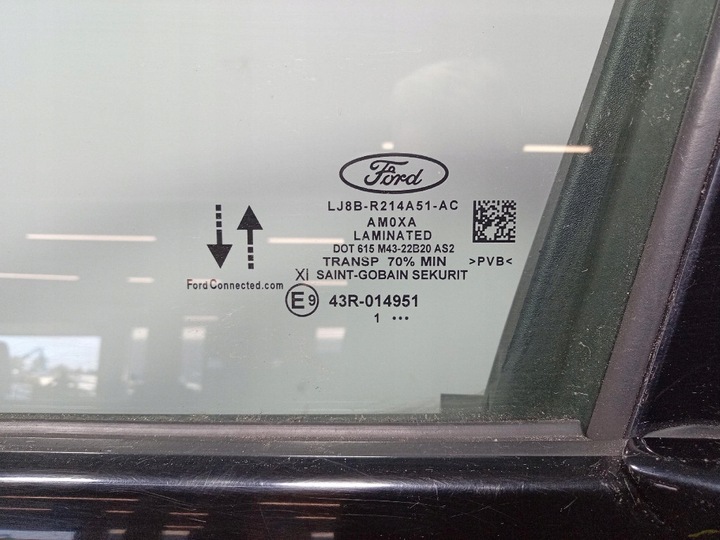 Ford
LJ8B-R214A51-AC
AM0XA
LAMINATED
DOT 615 M43-22B20 AS2
TRANSP 70% MIN >PVB<
XI SAINT-GOBAIN SEKURIT
FordConnected.com
E9 43R-014951
1 •••